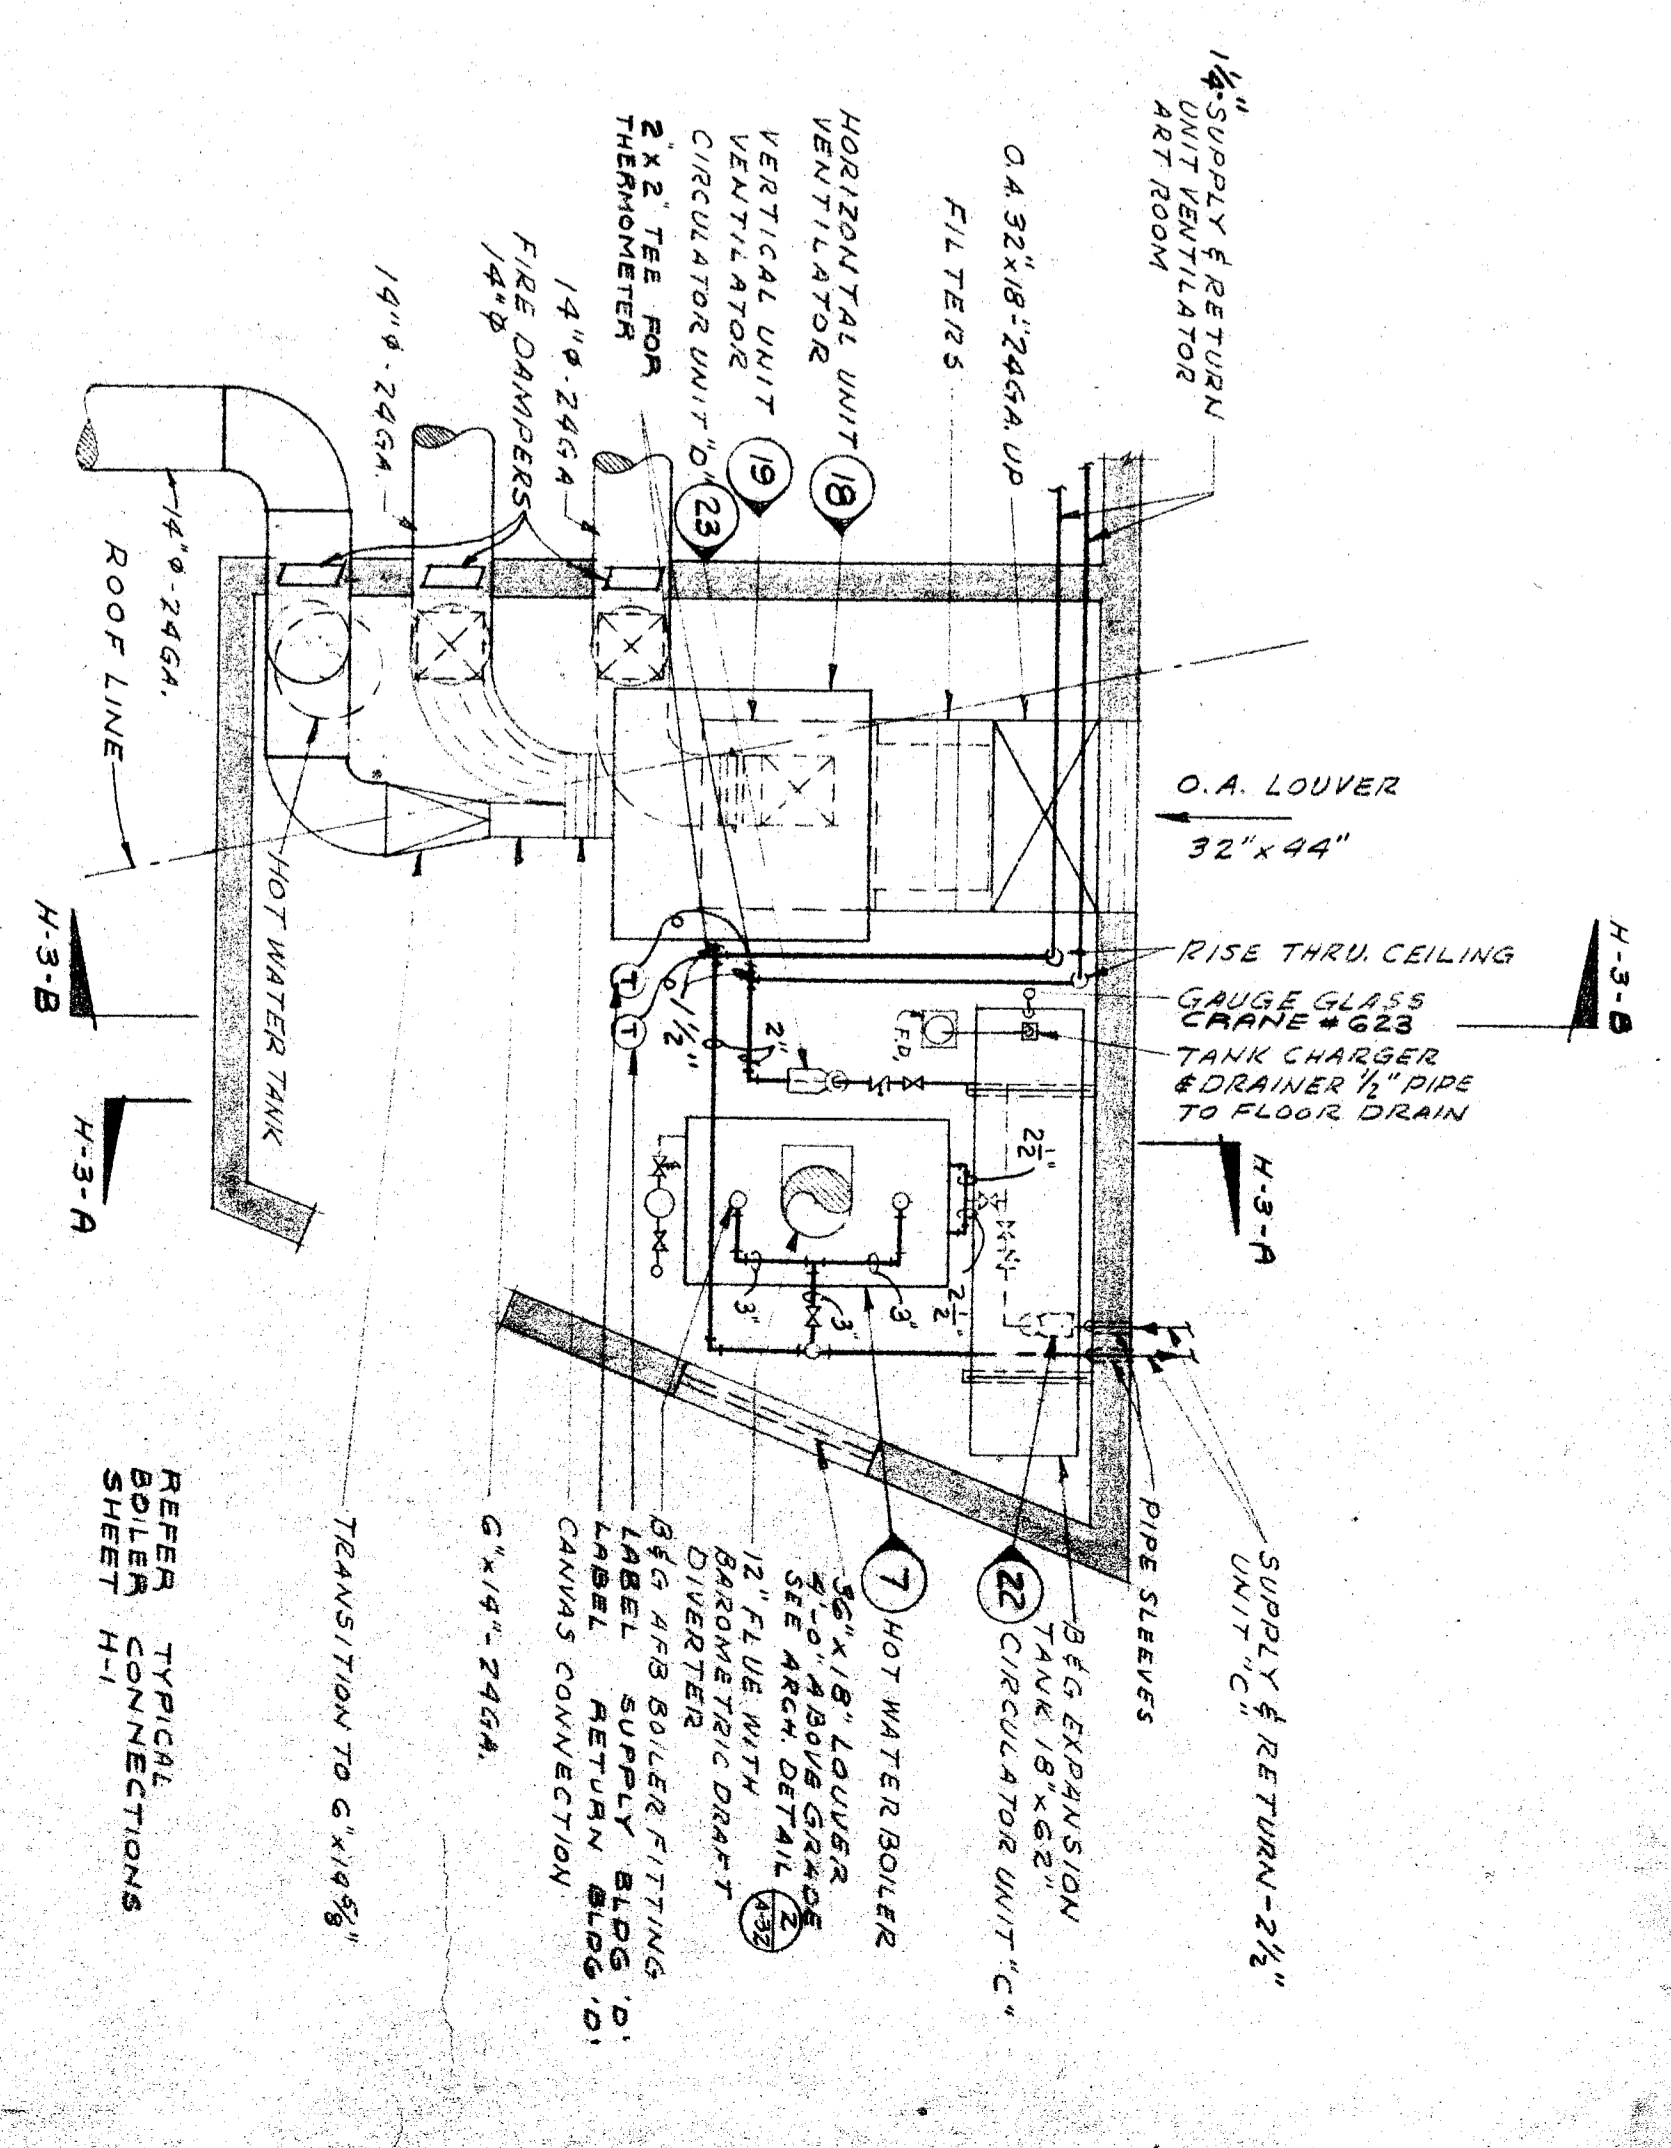 1¼" SUPPLY & RETURN
UNIT VENTILATOR
ART ROOM
O.A. 32"x18"-24GA. UP
FILTERS
HORIZONTAL UNIT
VENTILATOR
18
VERTICAL UNIT
VENTILATOR
19
CIRCULATOR UNIT "D"
23
2"x2" TEE FOR
THERMOMETER
14"ø-24GA
FIRE DAMPERS
14"ø
14"ø-24GA.
14"ø-24GA.
ROOF LINE
HOT WATER TANK
O.A. LOUVER
32"x44"
RISE THRU. CEILING
GAUGE GLASS
CRANE #623
TANK CHARGER
& DRAINER ½" PIPE
TO FLOOR DRAIN
H-3-B
H-3-B
H-3-A
H-3-A
T
T
1½"
2"
F.D.
2½"
2½"
3"
3"
3"
SUPPLY & RETURN-2½"
UNIT "C"
PIPE SLEEVES
B&G EXPANSION
TANK 18"x62"
22
CIRCULATOR UNIT "C"
7
HOT WATER BOILER
36"x18" LOUVER
4'-0" ABOVE GRADE
SEE ARCH. DETAIL
2
A-32
12" FLUE WITH
BAROMETRIC DRAFT
DIVERTER
B&G AFB BOILER FITTING
LABEL SUPPLY BLDG 'D'
LABEL RETURN BLDG 'D'
CANVAS CONNECTION
6"x14"-24GA.
TRANSITION TO 6"x14⅝"
REFER TYPICAL
BOILER CONNECTIONS
SHEET H-1